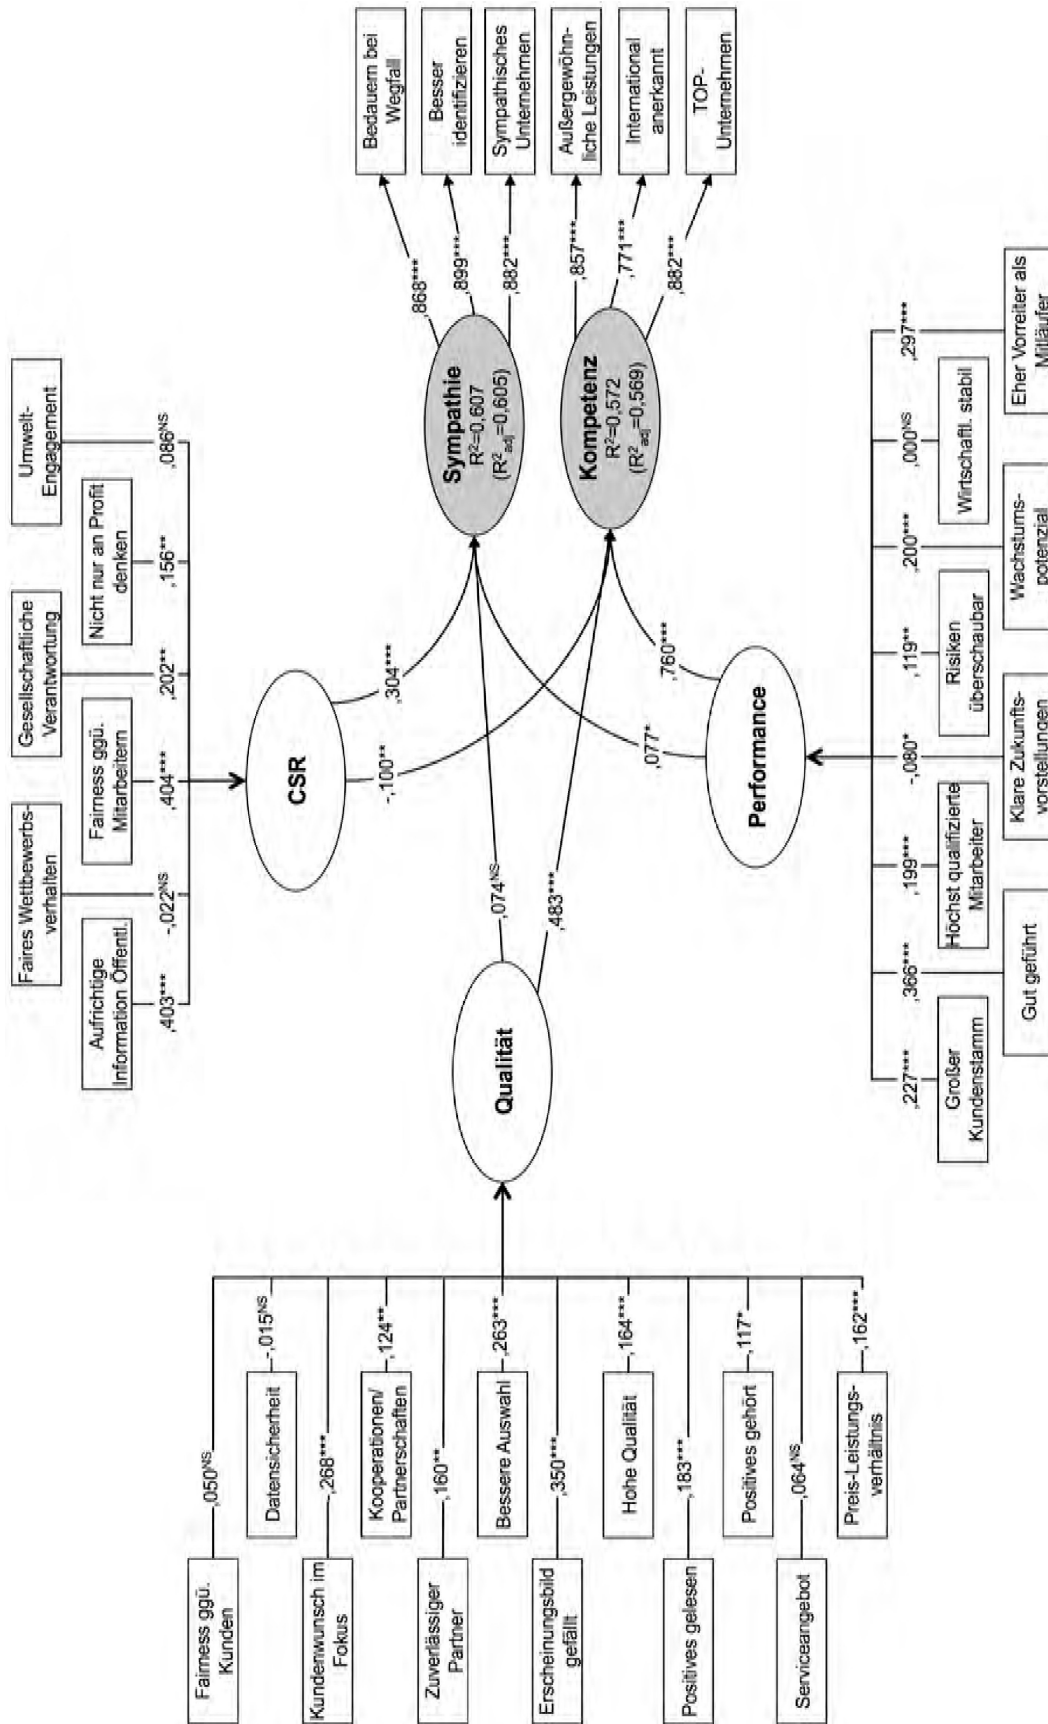 Fairness ggü.
Kunden
,050NS
Datensicherheit
-,015NS
Kundenwunsch im
Fokus
,268***
Kooperationen/
Partnerschaften
,124**
Zuverlässiger
Partner
,160**
Bessere Auswahl
,263***
Erscheinungsbild
gefällt
,350***
Hohe Qualität
,164***
Positives gelesen
,183***
Positives gehört
,117*
Serviceangebot
,064NS
Preis-Leistungs-
verhältnis
,162***
Qualität
Aufrichtige
Information Öffentl.
,403***
Faires Wettbewerbs-
verhalten
-,022NS
Fairness ggü.
Mitarbeitern
,404***
Gesellschaftliche
Verantwortung
,202**
Nicht nur an Profit
denken
,156**
Umwelt-
Engagement
,086NS
CSR
,304***
-,100**
,074NS
,483***
,077*
,760***
Performance
,227***
Großer
Kundenstamm
,366***
Gut geführt
,199***
Höchst qualifizierte
Mitarbeiter
-,080*
Klare Zukunfts-
vorstellungen
,119**
Risiken
überschaubar
,200***
Wachstums-
potenzial
,000NS
Wirtschaftl. stabil
,297***
Eher Vorreiter als
Mitläufer
Sympathie
R²=0,607
(R²adj=0,605)
Kompetenz
R²=0,572
(R²adj=0,569)
,868***
Bedauern bei
Wegfall
,899***
Besser
identifizieren
,882***
Sympathisches
Unternehmen
,857***
Außergewöhn-
liche Leistungen
,771***
International
anerkannt
,882***
TOP-
Unternehmen